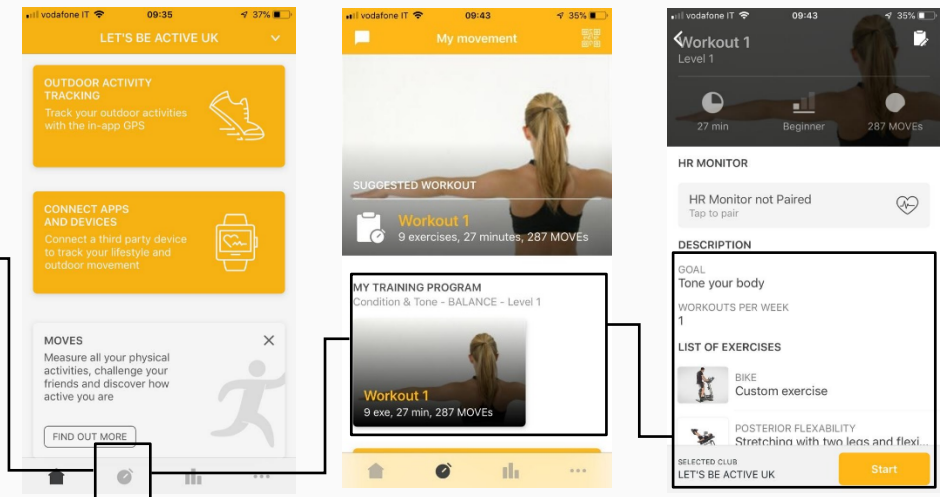 vodafone IT 09:35 37%
LET'S BE ACTIVE UK
OUTDOOR ACTIVITY
TRACKING
Track your outdoor activities
with the in-app GPS
CONNECT APPS
AND DEVICES
Connect a third party device
to track your lifestyle and
outdoor movement
MOVES
Measure all your physical
activities, challenge your
friends and discover how
active you are
FIND OUT MORE
vodafone IT 09:43 35%
My movement
SUGGESTED WORKOUT
Workout 1
9 exercises, 27 minutes, 287 MOVEs
MY TRAINING PROGRAM
Condition & Tone - BALANCE - Level 1
Workout 1
9 exe, 27 min, 287 MOVEs
vodafone IT 09:43 35%
Workout 1
Level 1
27 min Beginner 287 MOVEs
HR MONITOR
HR Monitor not Paired
Tap to pair
DESCRIPTION
GOAL
Tone your body
WORKOUTS PER WEEK
1
LIST OF EXERCISES
BIKE
Custom exercise
POSTERIOR FLEXABILITY
Stretching with two legs and flexi...
SELECTED CLUB
LET'S BE ACTIVE UK
Start